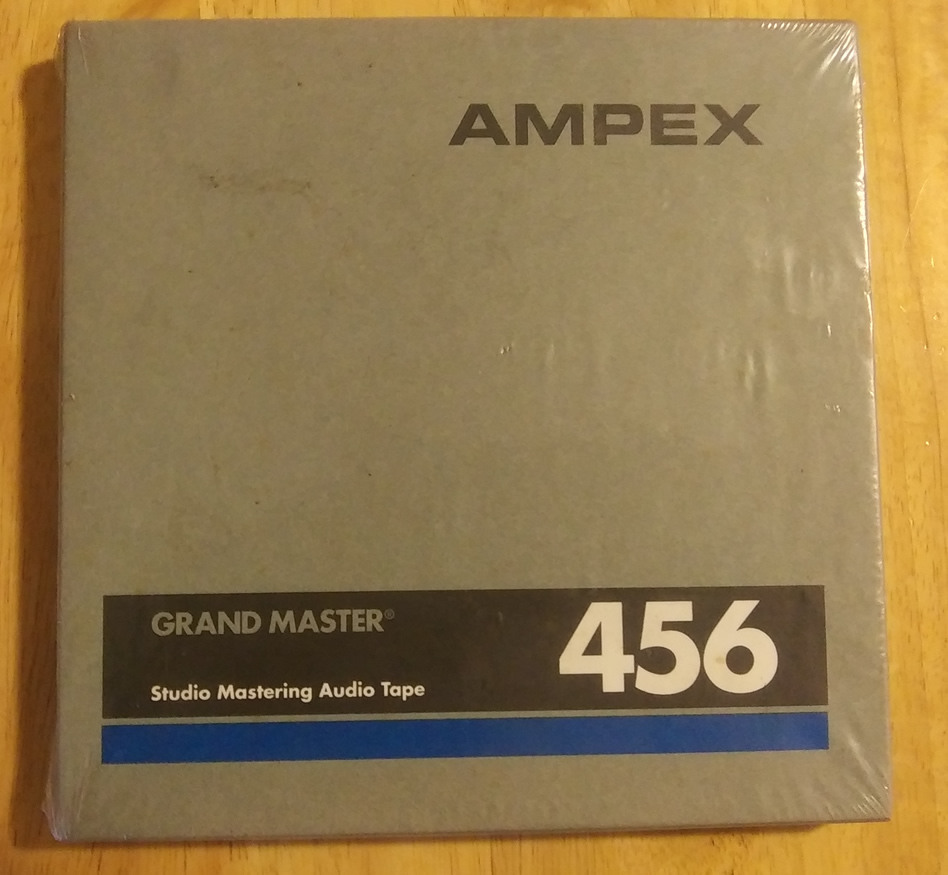 AMPEX
GRAND MASTER®
456
Studio Mastering Audio Tape